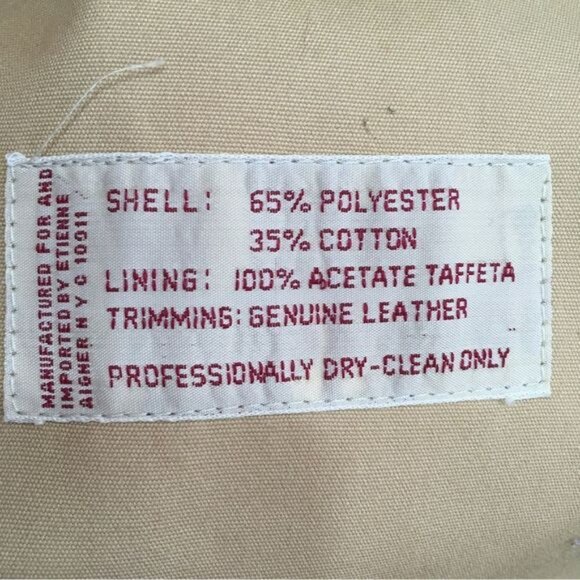 MANUFACTURED FOR AND
IMPORTED BY ETIENNE
AIGNER N Y C 10011
SHELL: 65% POLYESTER
35% COTTON
LINING: 100% ACETATE TAFFETA
TRIMMING: GENUINE LEATHER
PROFESSIONALLY DRY-CLEAN ONLY